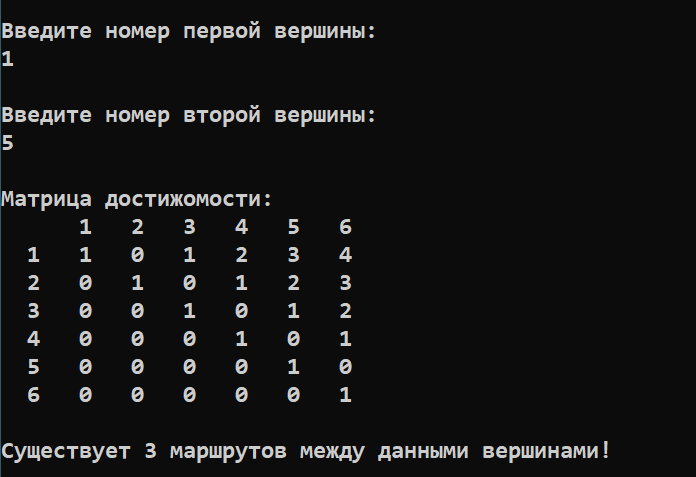 Введите номер первой вершины:
1
Введите номер второй вершины:
5
Матрица достижомости:
1 2 3 4 5 6
1 1 0 1 2 3 4
2 0 1 0 1 2 3
3 0 0 1 0 1 2
4 0 0 0 1 0 1
5 0 0 0 0 1 0
6 0 0 0 0 0 1
Существует 3 маршрутов между данными вершинами!